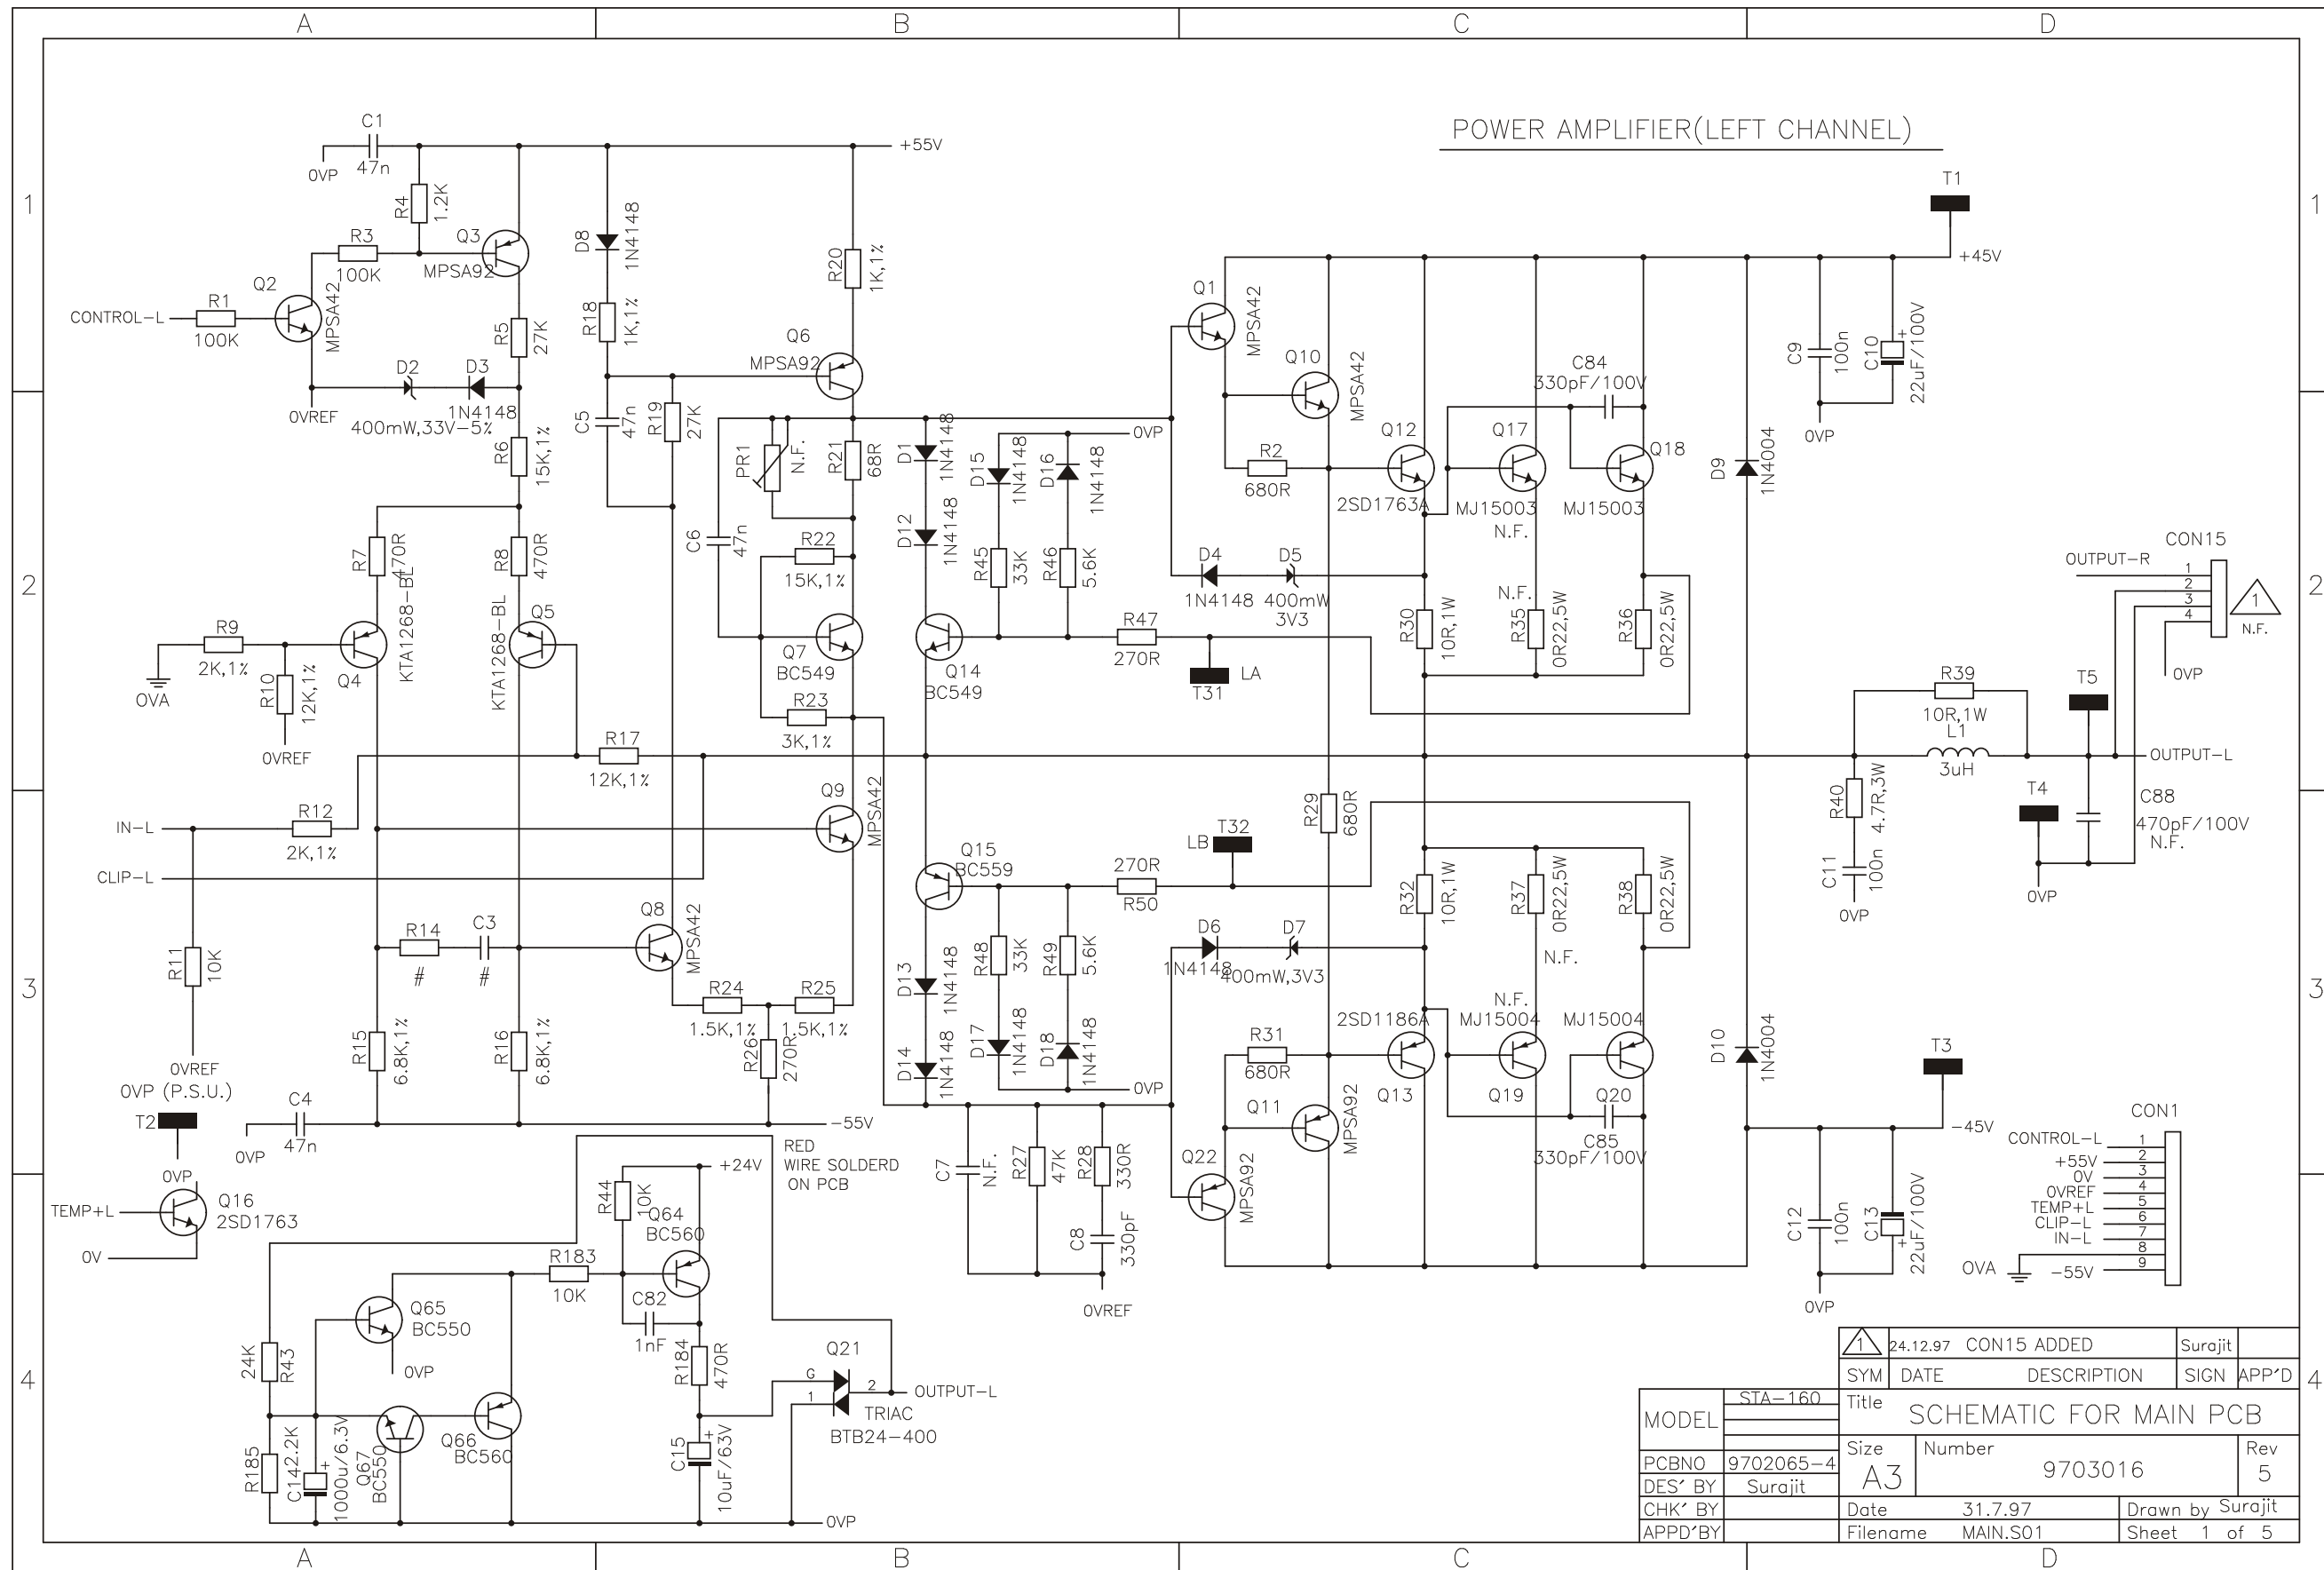 A
B
C
D
1
2
3
4
POWER AMPLIFIER(LEFT CHANNEL)
C1
47n
0VP
+55V
R4
1.2K
R3
100K
Q3
MPSA92
Q2
MPSA42
CONTROL-L
R1
100K
R5
27K
D2
D3
1N4148
0VREF
400mW,33V-5%
R6
15K,1%
D8
1N4148
R18
1K,1%
R20
1K,1%
Q6
MPSA92
C5
47n
R19
27K
PR1
N.F.
R21
68R
C6
47n
R22
15K,1%
Q7
BC549
R23
3K,1%
D1
1N4148
D12
1N4148
D15
1N4148
D16
1N4148
0VP
R45
33K
R46
5.6K
Q14
BC549
R47
270R
T31
LA
R7
470R
R8
470R
KTA1268-BL
KTA1268-BL
Q4
Q5
R9
2K,1%
R10
12K,1%
0VA
0VREF
R17
12K,1%
R12
2K,1%
IN-L
CLIP-L
R11
10K
0VREF
0VP (P.S.U.)
T2
0VP
R14
#
C3
#
R15
6.8K,1%
R16
6.8K,1%
C4
47n
0VP
-55V
Q8
MPSA42
Q9
MPSA42
R24
1.5K,1%
R25
1.5K,1%
R26
270R
Q15
BC559
270R
R50
LB
T32
R48
33K
R49
5.6K
D13
1N4148
D14
1N4148
D17
1N4148
D18
1N4148
0VP
C7
N.F.
R27
47K
R28
330R
C8
330pF
0VREF
Q1
MPSA42
Q10
MPSA42
R2
680R
D4
1N4148
D5
400mW
3V3
Q12
2SD1763A
Q17
MJ15003
N.F.
Q18
MJ15003
C84
330pF/100V
R30
10R,1W
N.F.
R35
0R22,5W
R36
0R22,5W
R29
680R
R32
10R,1W
R37
0R22,5W
R38
0R22,5W
N.F.
D6
1N4148
D7
400mW,3V3
R31
680R
Q11
MPSA92
Q22
MPSA92
2SD1186A
Q13
N.F.
MJ15004
Q19
MJ15004
Q20
C85
330pF/100V
T1
+45V
C9
100n
C10
+
22uF/100V
0VP
D9
1N4004
D10
1N4004
OUTPUT-R
CON15
1
2
3
4
1
N.F.
0VP
R39
10R,1W
L1
3uH
T5
OUTPUT-L
R40
4.7R,3W
C11
100n
0VP
T4
0VP
C88
470pF/100V
N.F.
T3
-45V
C12
100n
C13
+
22uF/100V
0VP
CON1
CONTROL-L 1
+55V 2
0V 3
0VREF 4
TEMP+L 5
CLIP-L 6
IN-L 7
0VA 8
-55V 9
0VP
TEMP+L
Q16
2SD1763
0V
RED
WIRE SOLDERD
ON PCB
+24V
R44
10K
Q64
BC560
R183
10K
C82
1nF
R184
470R
Q65
BC550
0VP
24K
R43
R185
C14
2.2K
1000u/6.3V
+
Q67
BC550
Q66
BC560
C15
+
10uF/63V
Q21
G
1
2
OUTPUT-L
TRIAC
BTB24-400
0VP
1 24.12.97 CON15 ADDED Surajit
SYM DATE DESCRIPTION SIGN APP'D
MODEL STA-160
Title
SCHEMATIC FOR MAIN PCB
PCBNO 9702065-4
Size
A3
Number
9703016
Rev
5
DES' BY Surajit
CHK' BY
APPD'BY
Date 31.7.97 Drawn by Surajit
Filename MAIN.S01 Sheet 1 of 5
A
B
C
D
1
2
3
4